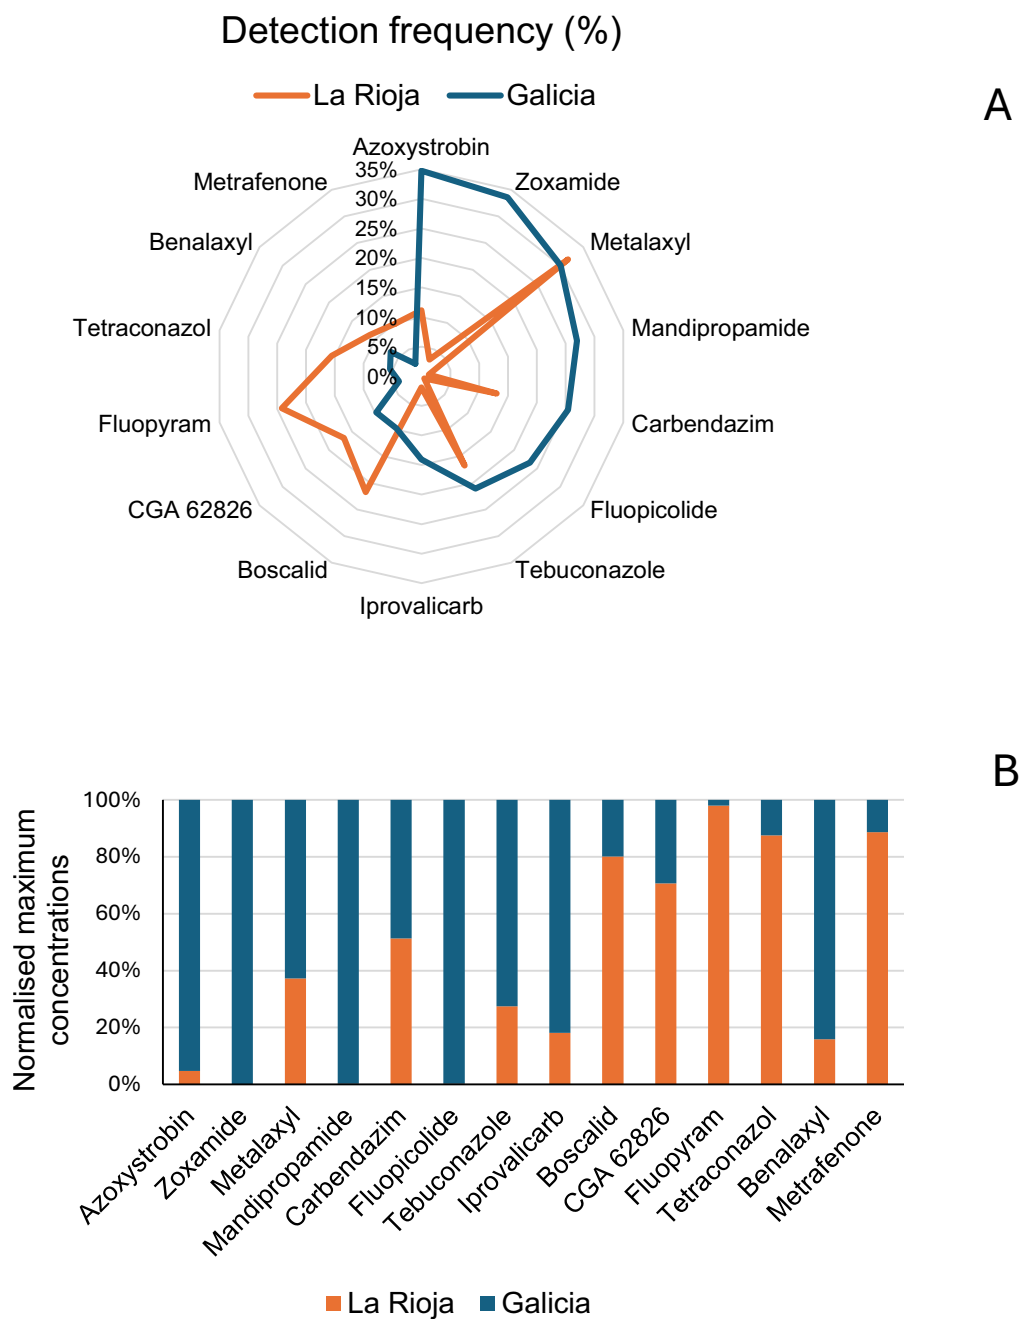 Detection frequency (%)
La Rioja Galicia
A
Azoxystrobin
Zoxamide
Metalaxyl
Mandipropamide
Carbendazim
Fluopicolide
Tebuconazole
Iprovalicarb
Boscalid
CGA 62826
Fluopyram
Tetraconazol
Benalaxyl
Metrafenone
35%
30%
25%
20%
15%
10%
5%
0%
B
Normalised maximum
concentrations
100%
80%
60%
40%
20%
0%
Azoxystrobin
Zoxamide
Metalaxyl
Mandipropamide
Carbendazim
Fluopicolide
Tebuconazole
Iprovalicarb
Boscalid
CGA 62826
Fluopyram
Tetraconazol
Benalaxyl
Metrafenone
La Rioja Galicia